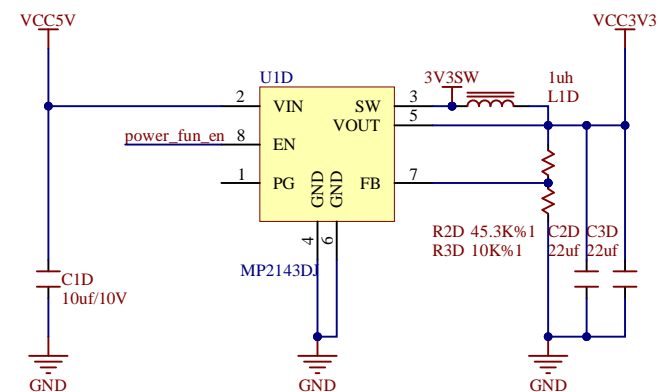 VCC5V
VCC3V3
U1D
3V3SW
1uh
L1D
2
VIN
SW
3
VOUT
5
power_fun_en
8
EN
1
PG
GND
GND
FB
7
4
6
MP2143DJ
R2D 45.3K%1
R3D 10K%1
C2D
22uf
C3D
22uf
C1D
10uf/10V
GND
GND
GND